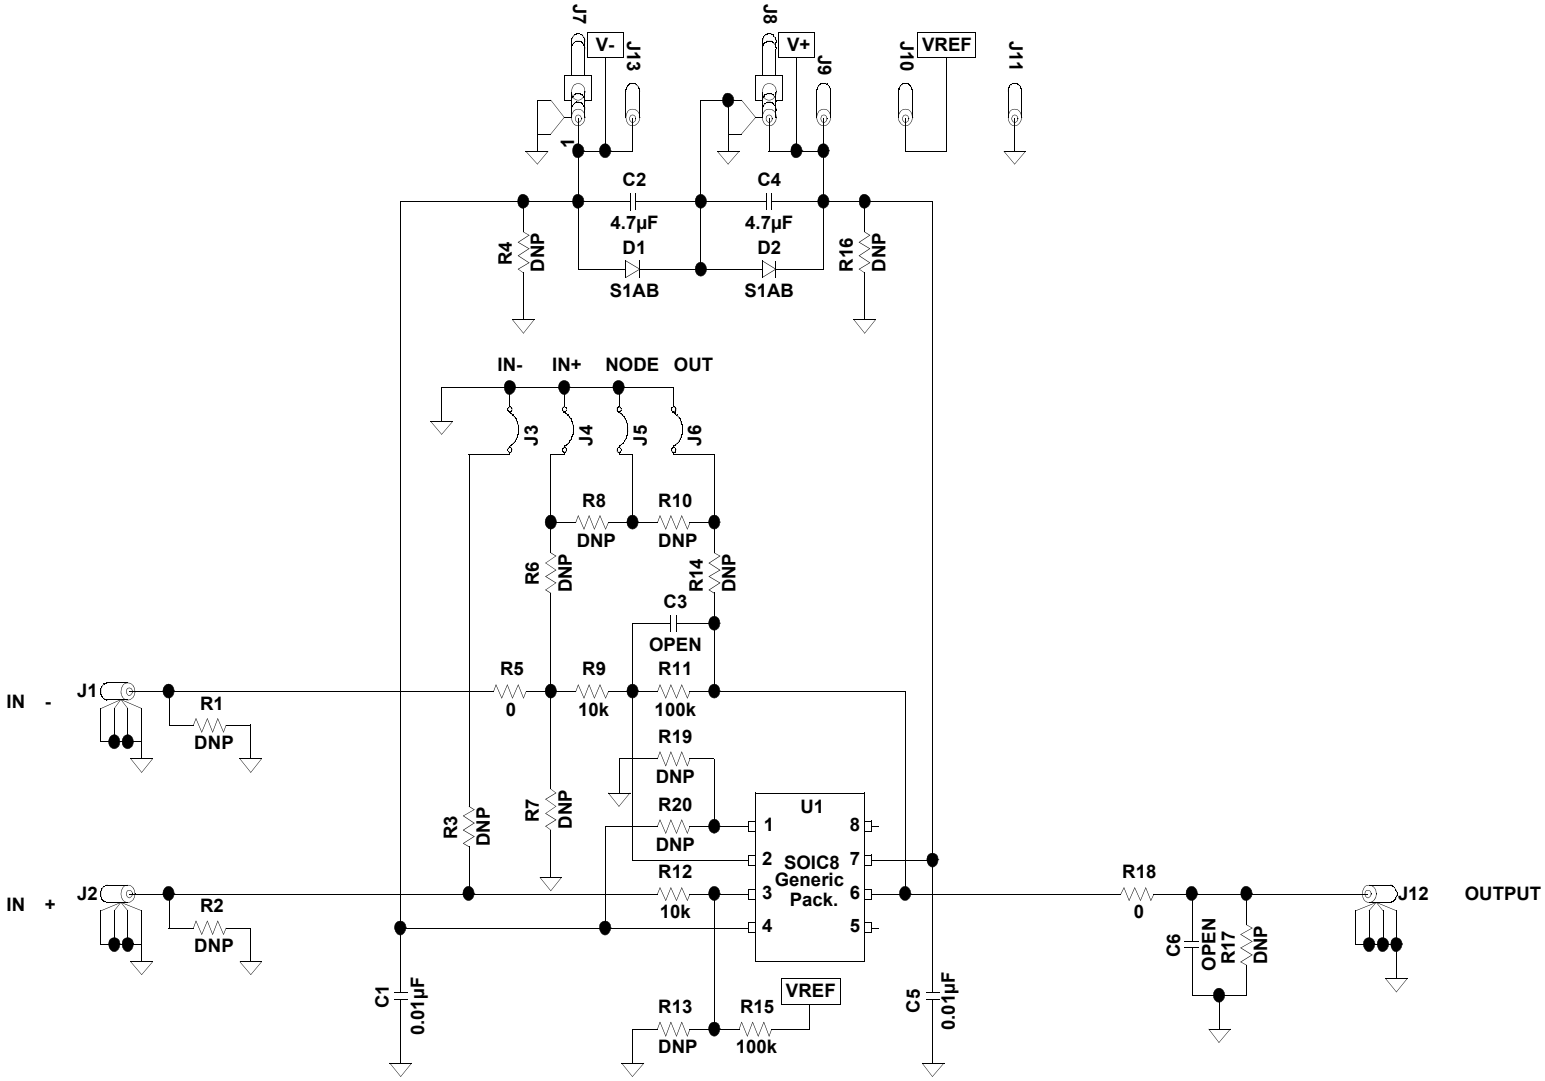 J7
V-
J13
J8
V+
J9
J10
VREF
J11
1
C2
4.7µF
C4
4.7µF
R4
DNP
D1
S1AB
D2
S1AB
R16
DNP
IN- IN+ NODE OUT
J3
J4
J5
J6
R8
DNP
R10
DNP
R6
DNP
R14
DNP
C3
OPEN
IN -
J1
R1
DNP
R5
0
R9
10k
R11
100k
R19
DNP
R3
DNP
R7
DNP
R20
DNP
U1
1
8
2
7
SOIC8
Generic
Pack.
3
6
4
5
IN +
J2
R2
DNP
R12
10k
R18
0
J12
OUTPUT
C6
OPEN
R17
DNP
C1
0.01µF
R13
DNP
R15
100k
VREF
C5
0.01µF